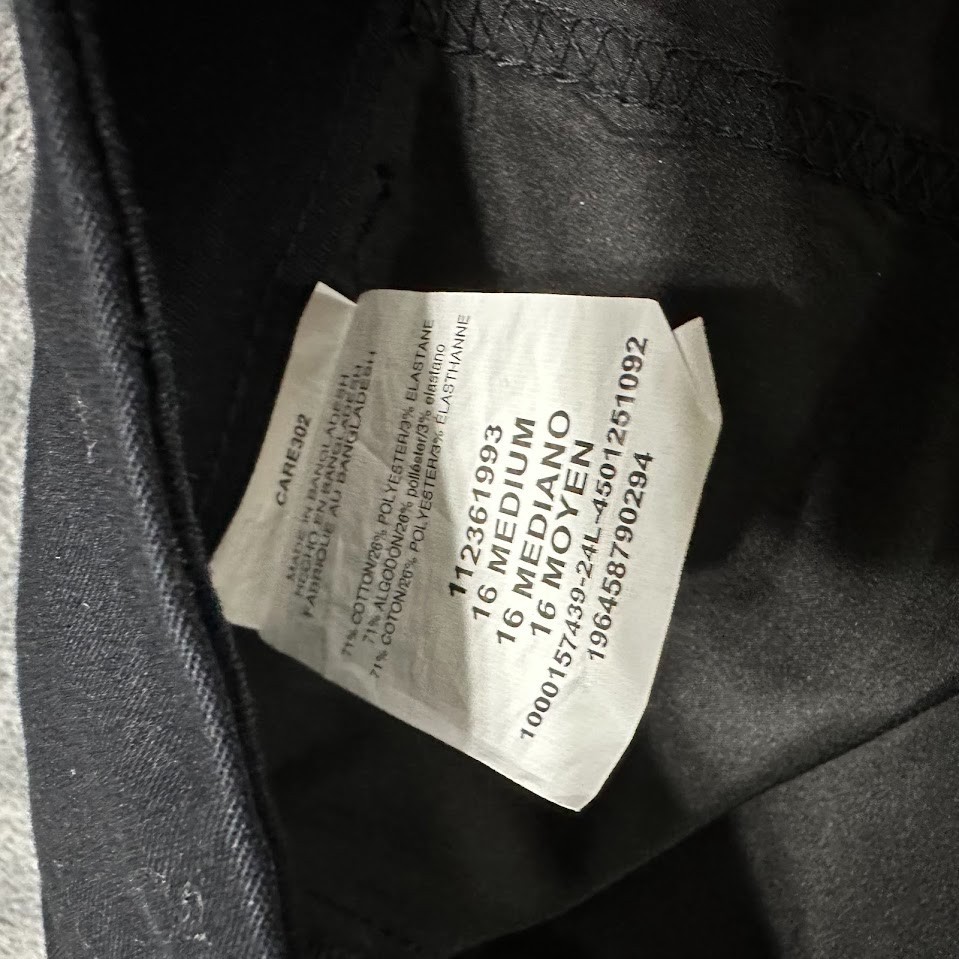 CARE302
MADE IN BANGLADESH
HECHO EN BANGLADESH
FABRIQUÉ AU BANGLADESH
71% COTTON/26% POLYESTER/3% ELASTANE
71% ALGODÓN/26% poliéster/3% elastano
71% COTON/26% POLYESTER/3% ÉLASTHANNE
112361993
16 MEDIUM
16 MEDIANO
16 MOYEN
1000157439-24L-4501251092
196458790294